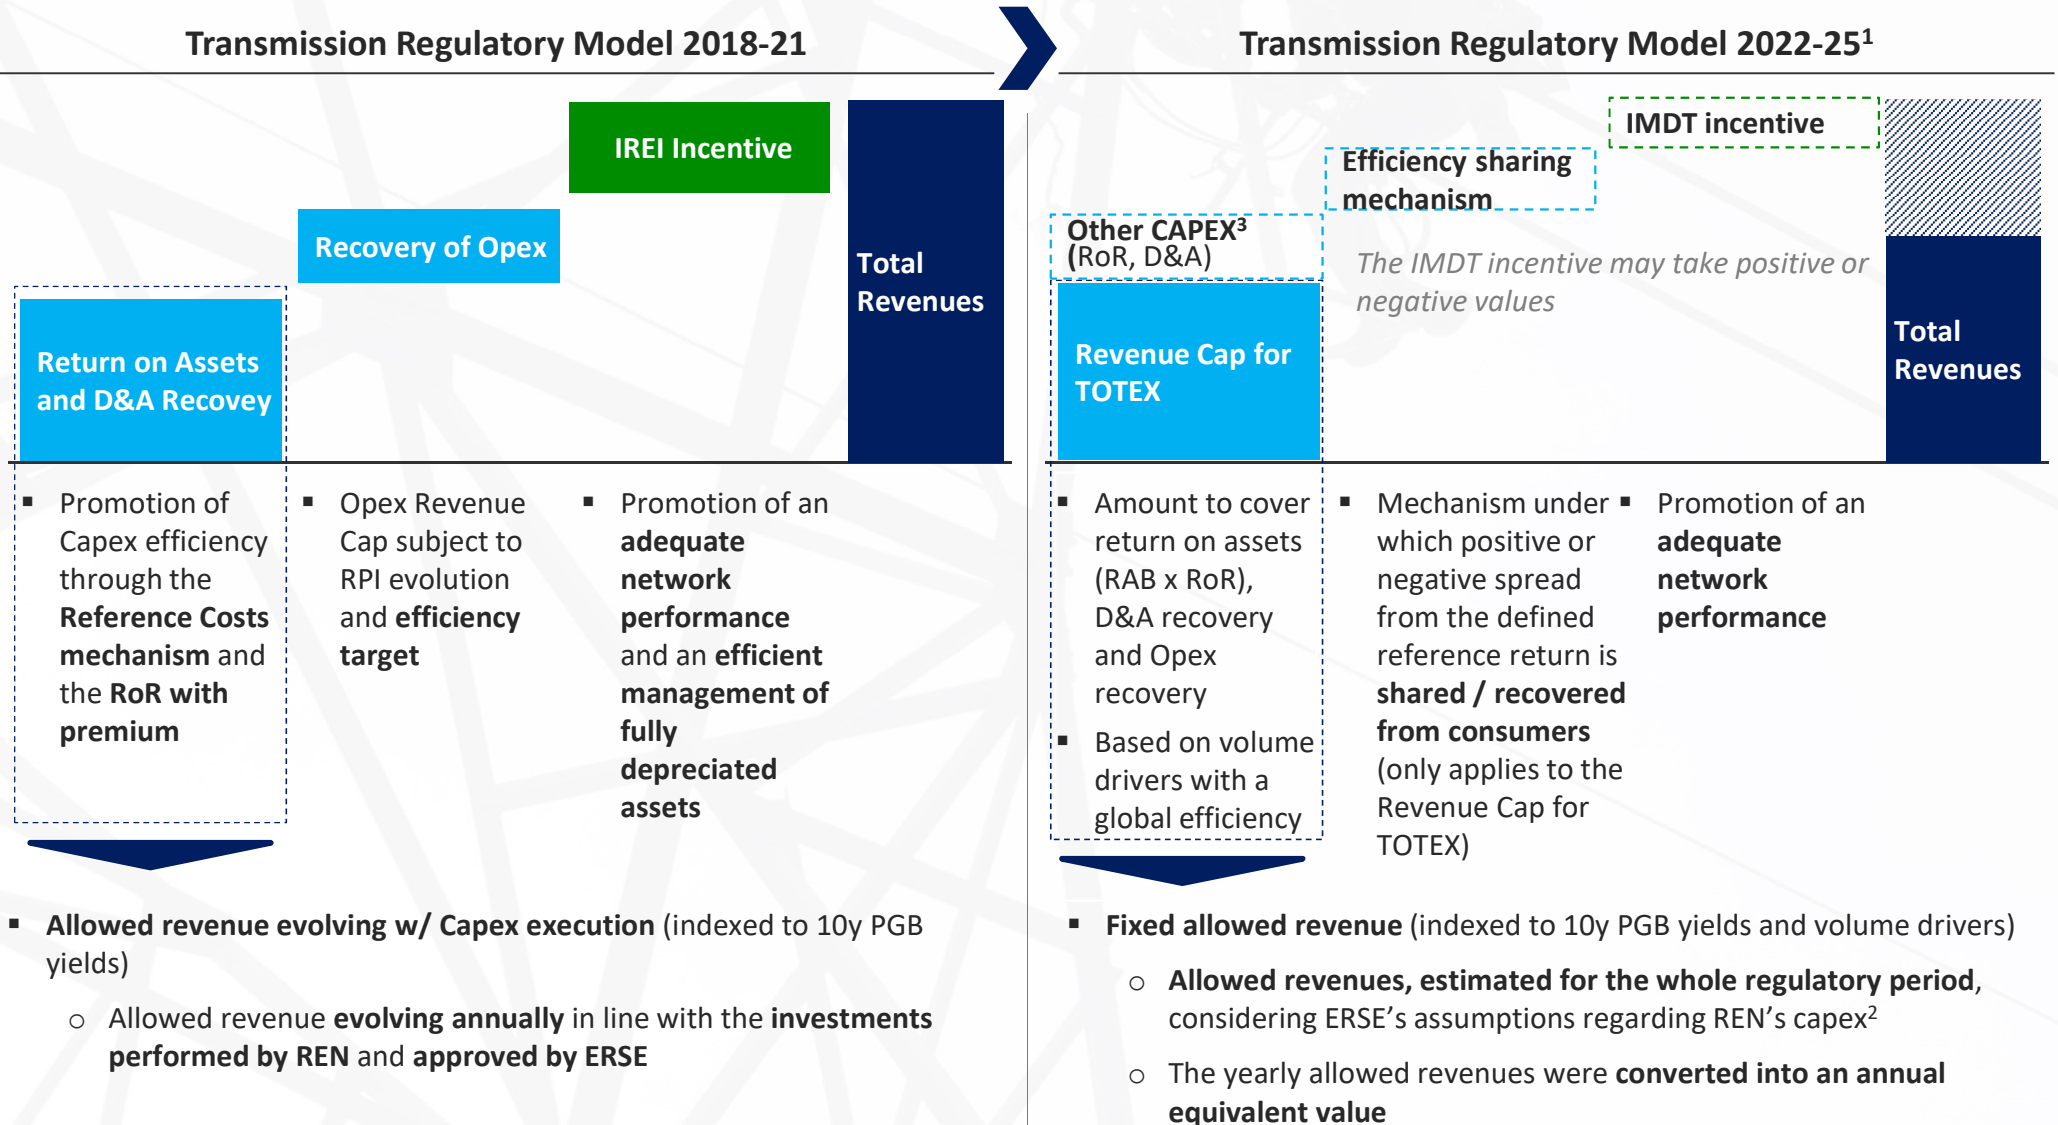 Transmission Regulatory Model 2018-21
IREI Incentive
Recovery of Opex
Return on Assets
and D&A Recovey
Total
Revenues
▪ Promotion of
Capex efficiency
through the
Reference Costs
mechanism and
the RoR with
premium
▪ Opex Revenue
Cap subject to
RPI evolution
and efficiency
target
▪ Promotion of an
adequate
network
performance
and an efficient
management of
fully
depreciated
assets
▪ Allowed revenue evolving w/ Capex execution (indexed to 10y PGB
yields)
o Allowed revenue evolving annually in line with the investments
performed by REN and approved by ERSE
Transmission Regulatory Model 2022-25¹
IMDT incentive
Efficiency sharing
mechanism
Other CAPEX³
(RoR, D&A)
The IMDT incentive may take positive or
negative values
Revenue Cap for
TOTEX
Total
Revenues
▪ Amount to cover
return on assets
(RAB x RoR),
D&A recovery
and Opex
recovery
▪ Based on volume
drivers with a
global efficiency
▪ Mechanism under
which positive or
negative spread
from the defined
reference return is
shared / recovered
from consumers
(only applies to the
Revenue Cap for
TOTEX)
▪ Promotion of an
adequate
network
performance
▪ Fixed allowed revenue (indexed to 10y PGB yields and volume drivers)
o Allowed revenues, estimated for the whole regulatory period,
considering ERSE’s assumptions regarding REN’s capex²
o The yearly allowed revenues were converted into an annual
equivalent value